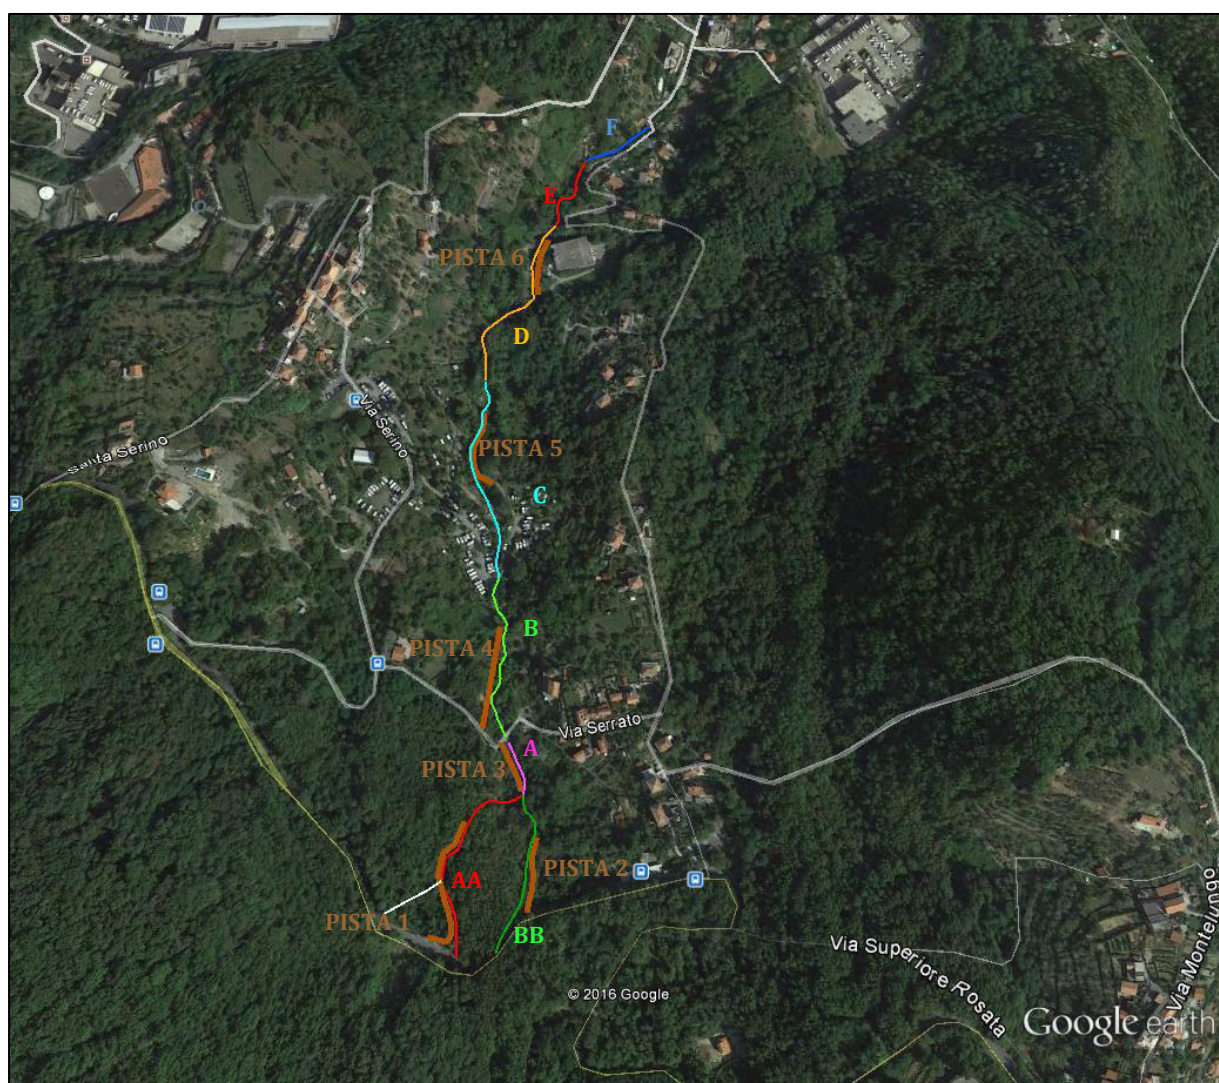 F
E
PISTA 6
D
Via Serino
Santa Serino
PISTA 5
C
B
PISTA 4
Via Serrato
A
PISTA 3
PISTA 2
AA
PISTA 1
BB
Via Superiore Rosata
Via Montelungo
© 2016 Google
Google earth